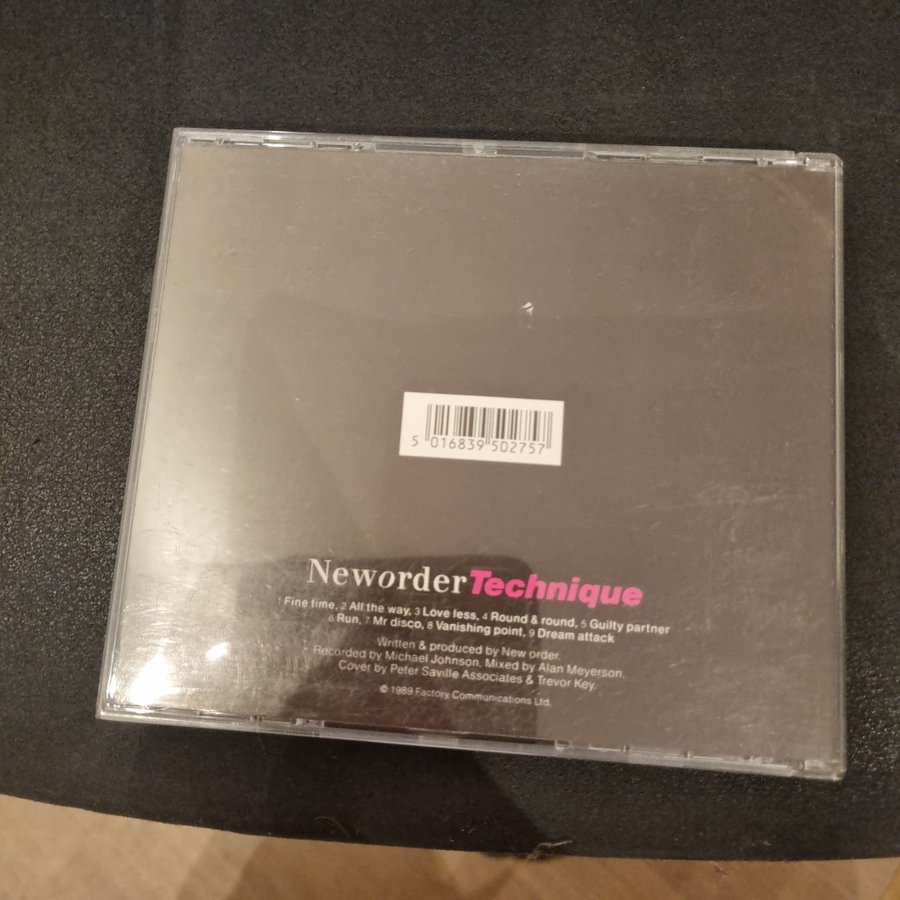 5 016839 502757
Neworder Technique
1 Fine time, 2 All the way, 3 Love less, 4 Round & round, 5 Guilty partner
6 Run, 7 Mr disco, 8 Vanishing point, 9 Dream attack
Written & produced by New order.
Recorded by Michael Johnson. Mixed by Alan Meyerson.
Cover by Peter Saville Associates & Trevor Key.
© 1989 Factory Communications Ltd.